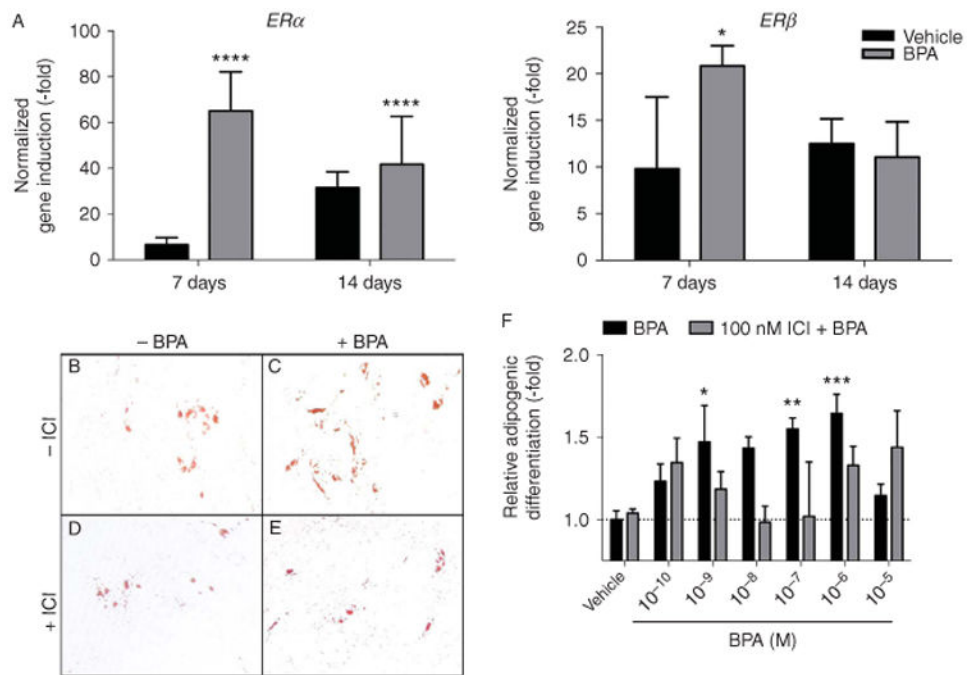 A
ERα
Normalized
gene induction (-fold)
100
80
60
40
20
0
****
****
7 days
14 days
ERβ
Vehicle
BPA
Normalized
gene induction (-fold)
25
20
15
10
5
0
*
7 days
14 days
– BPA
+ BPA
– ICI
+ ICI
B
C
D
E
F
BPA
100 nM ICI + BPA
Relative adipogenic
differentiation (-fold)
2.0
1.5
1.0
*
**
***
Vehicle
10–10
10–9
10–8
10–7
10–6
10–5
BPA (M)